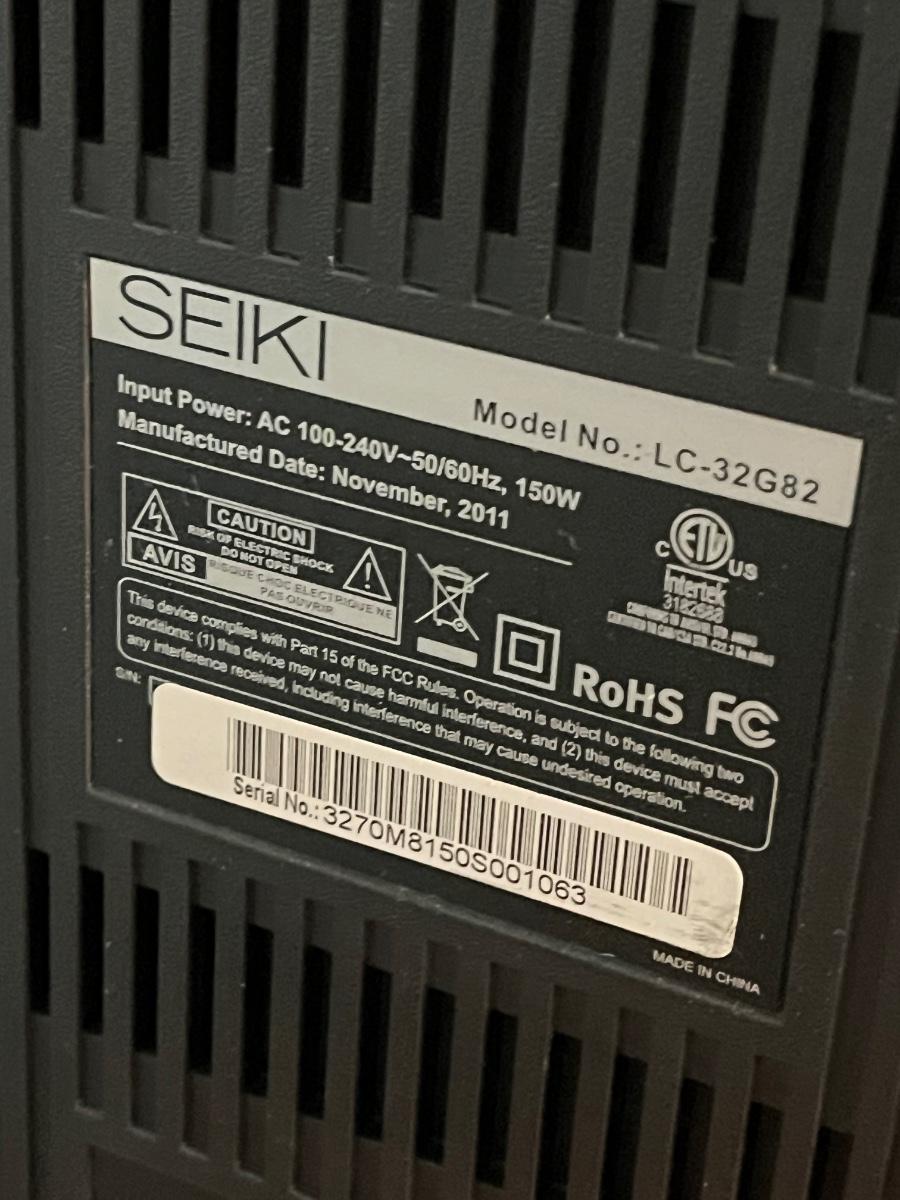 SEIKI
Model No.: LC-32G82
Input Power: AC 100-240V~50/60Hz, 150W
Manufactured Date: November, 2011
CAUTION
RISK OF ELECTRIC SHOCK
DO NOT OPEN
AVIS
RISQUE CHOC ELECTRIQUE NE
PAS OUVRIR
ETL
C US
Intertek
3182688
RoHS FC
This device complies with Part 15 of the FCC Rules. Operation is subject to the following two
conditions: (1) this device may not cause harmful interference, and (2) this device must accept
any interference received, including interference that may cause undesired operation.
S/N:
Serial No.: 3270M8150S001063
MADE IN CHINA